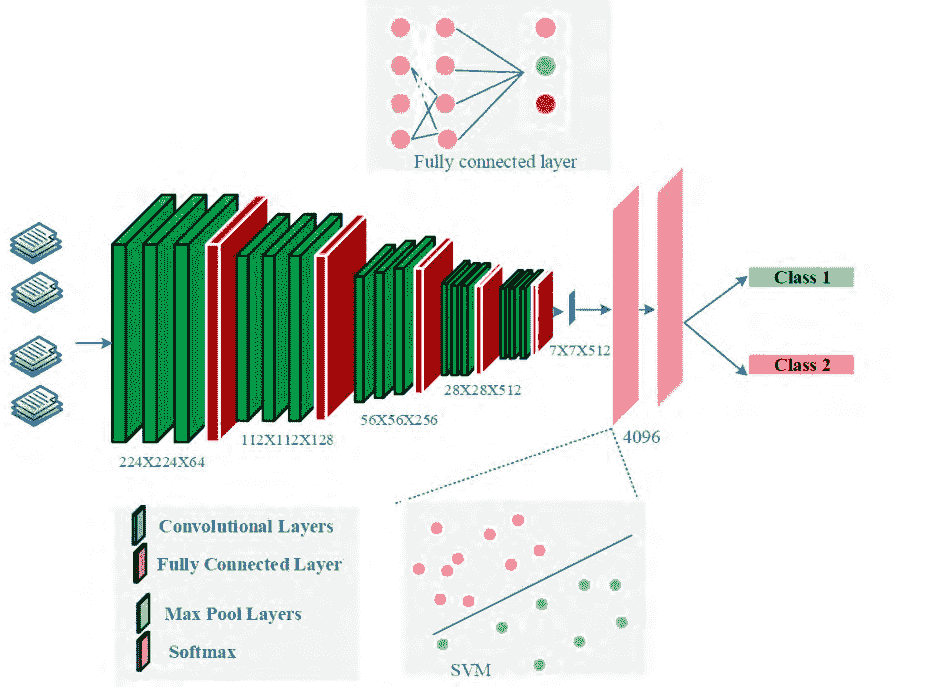 Fully connected layer
Class 1
Class 2
7X7X512
28X28X512
56X56X256
112X112X128
224X224X64
4096
Convolutional Layers
Fully Connected Layer
Max Pool Layers
Softmax
SVM